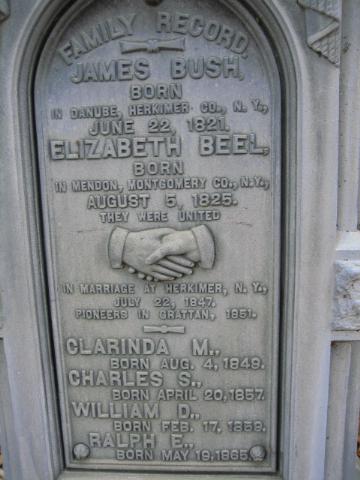 FAMILY RECORD.
JAMES BUSH,
BORN
IN DANUBE, HERKIMER CO., N.Y.,
JUNE 22, 1821.
ELIZABETH BEEL,
BORN
IN MENDON, MONTGOMERY CO., N.Y.,
AUGUST 5, 1825.
THEY WERE UNITED
IN MARRIAGE AT HERKIMER, N.Y.,
JULY 22, 1847.
PIONEERS IN GRATTAN, 1851.
CLARINDA M.,
BORN AUG. 4, 1849.
CHARLES S.,
BORN APRIL 20, 1857.
WILLIAM D.,
BORN FEB. 17, 1859.
RALPH E.,
BORN MAY 19, 1865.